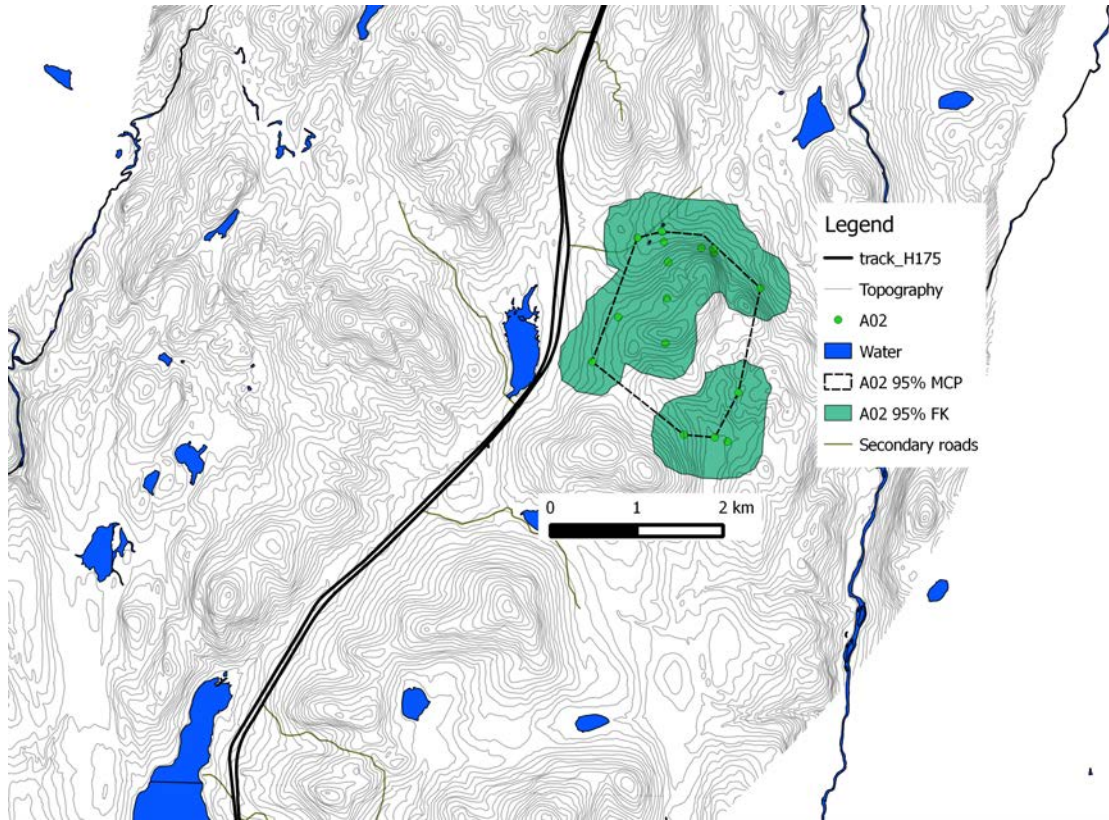 Legend
track_H175
Topography
A02
Water
A02 95% MCP
A02 95% FK
Secondary roads
0 1 2 km